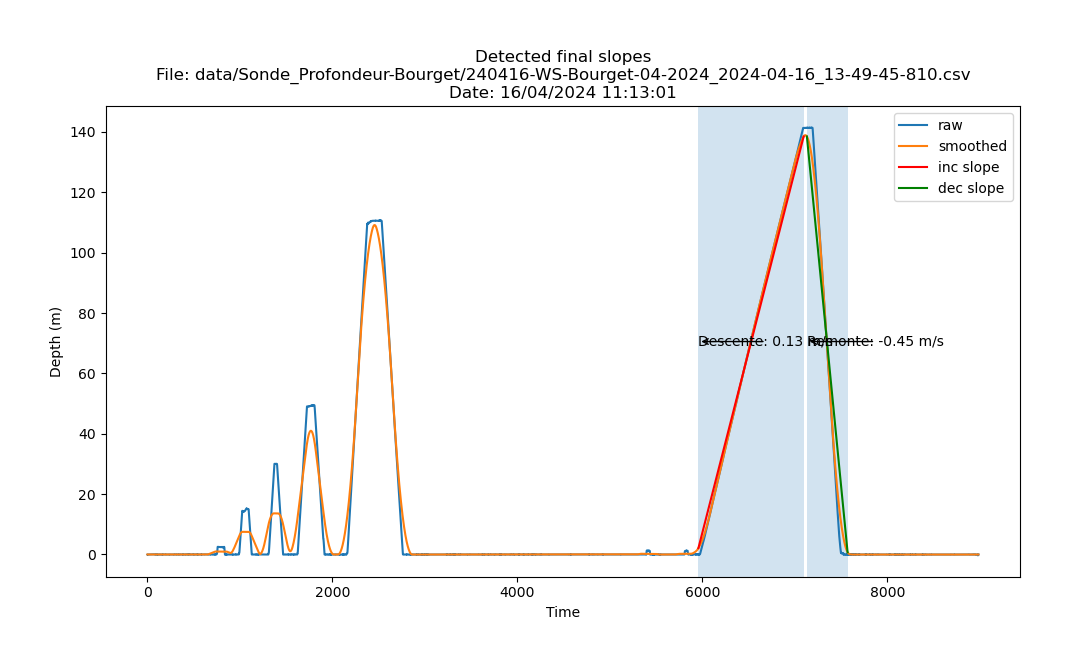 Detected final slopes
File: data/Sonde_Profondeur-Bourget/240416-WS-Bourget-04-2024_2024-04-16_13-49-45-810.csv
Date: 16/04/2024 11:13:01
raw
smoothed
inc slope
dec slope
Depth (m)
140
120
100
80
60
40
20
0
Descente: 0.13 m/s
Remonte: -0.45 m/s
0
2000
4000
6000
8000
Time